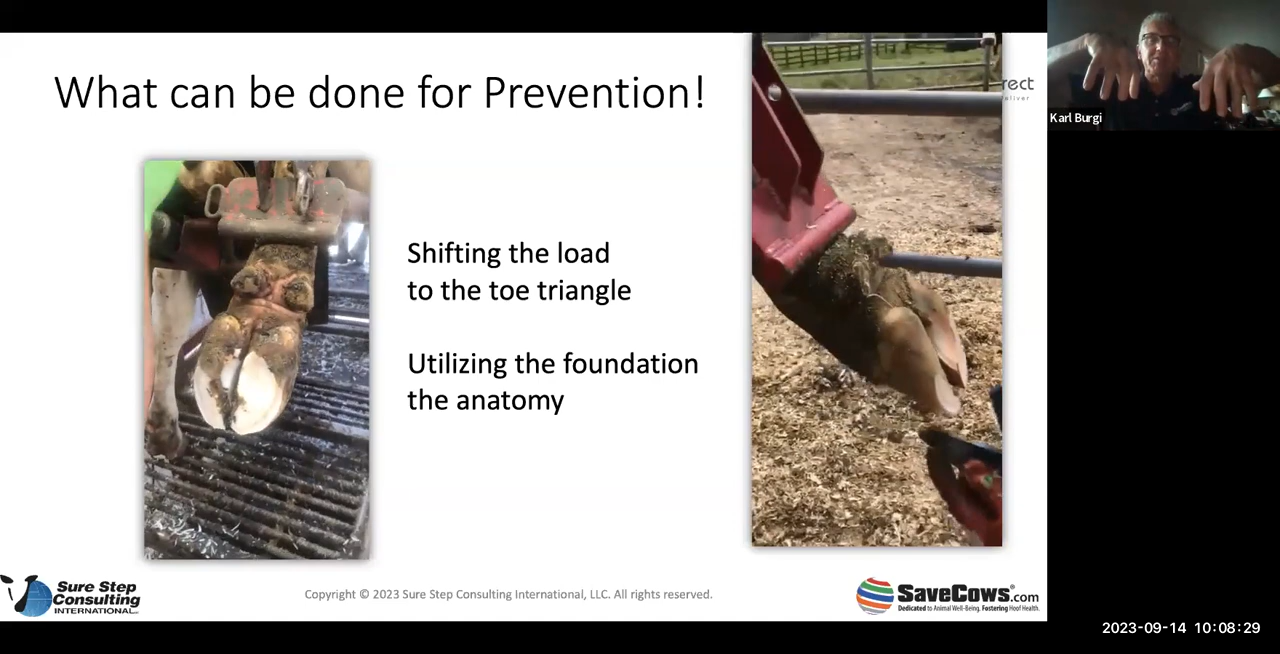 What can be done for Prevention!
rect
eliver
Karl Burgi
Shifting the load
to the toe triangle
Utilizing the foundation
the anatomy
Sure Step
Consulting
INTERNATIONAL
Copyright © 2023 Sure Step Consulting International, LLC. All rights reserved.
SaveCows.com
Dedicated to Animal Well-Being. Fostering Hoof Health.
2023-09-14 10:08:29